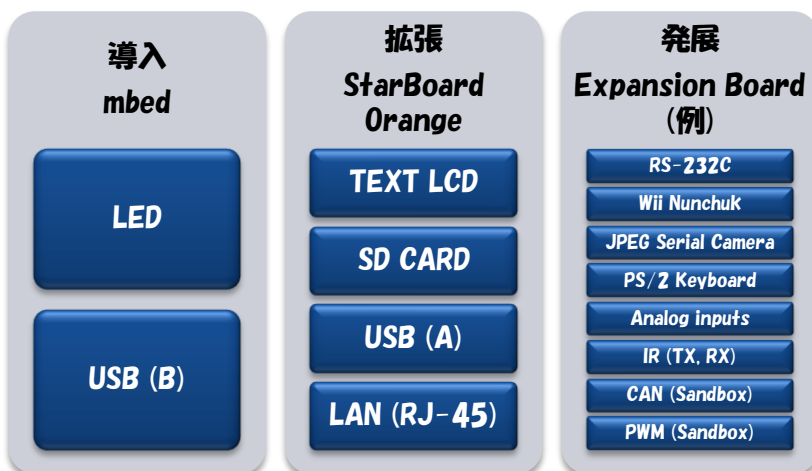 導入
mbed
LED
USB (B)
拡張
StarBoard
Orange
TEXT LCD
SD CARD
USB (A)
LAN (RJ-45)
発展
Expansion Board
(例)
RS-232C
Wii Nunchuk
JPEG Serial Camera
PS/2 Keyboard
Analog inputs
IR (TX, RX)
CAN (Sandbox)
PWM (Sandbox)